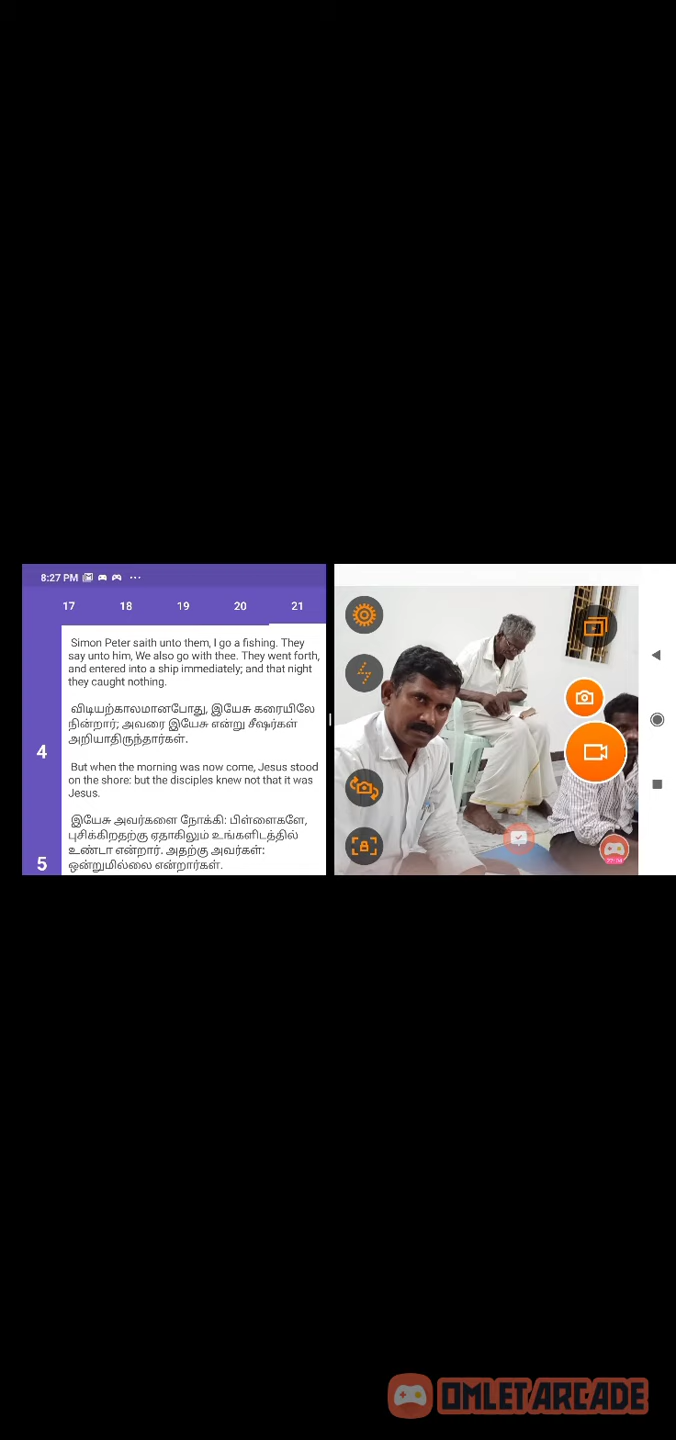 8:27 PM
17 18 19 20 21
Simon Peter saith unto them, I go a fishing. They
say unto him, We also go with thee. They went forth,
and entered into a ship immediately; and that night
they caught nothing.
விடியற்காலமானபோது, இயேசு கரையிலே
நின்றார்; அவரை இயேசு என்று சீஷர்கள்
அறியாதிருந்தார்கள்.
4
But when the morning was now come, Jesus stood
on the shore: but the disciples knew not that it was
Jesus.
இயேசு அவர்களை நோக்கி: பிள்ளைகளே,
புசிக்கிறதற்கு ஏதாகிலும் உங்களிடத்தில்
உண்டா என்றார். அதற்கு அவர்கள்:
5
ஒன்றுமில்லை என்றார்கள்.
OMLET ARCADE